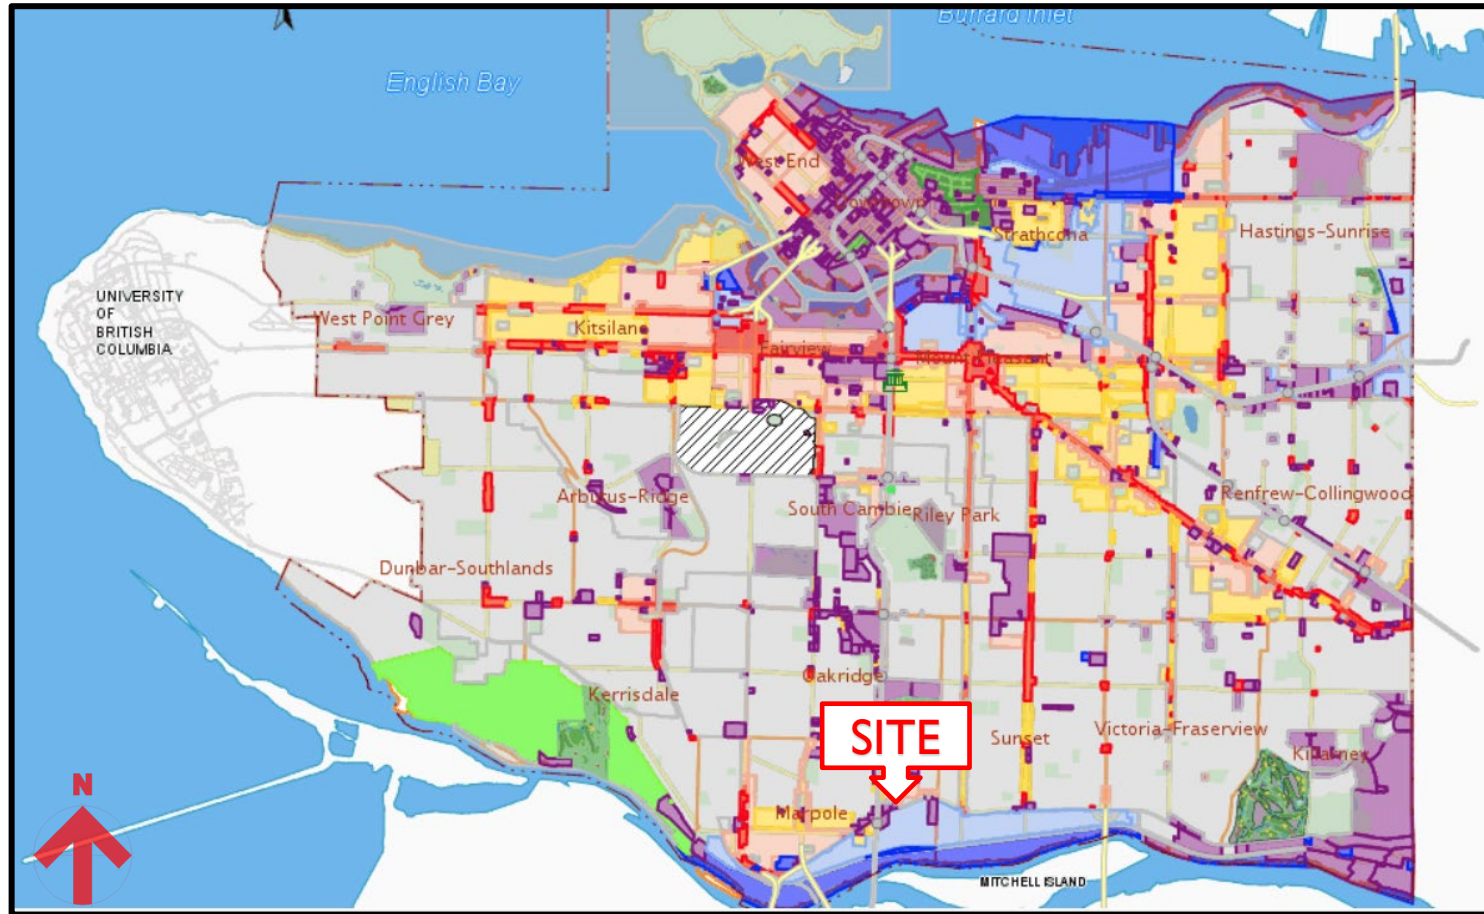 Burrard Inlet
English Bay
West End
Downtown
Strathcona
Hastings-Sunrise
UNIVERSITY
OF
BRITISH
COLUMBIA
West Point Grey
Kitsilano
Fairview
Mount Pleasant
Arbutus-Ridge
South Cambie
Riley Park
Renfrew-Collingwood
Dunbar-Southlands
Oakridge
Kerrisdale
SITE
Sunset
Victoria-Fraserview
Killarney
N
Marpole
MITCHELL ISLAND